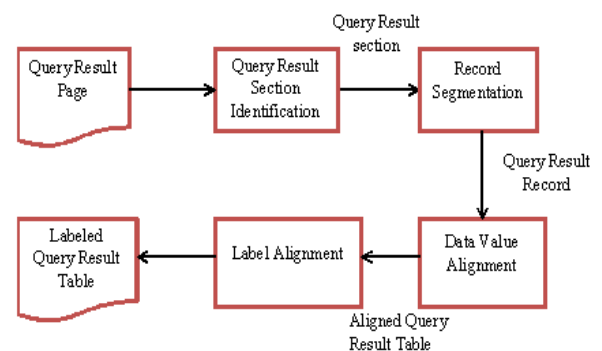 Query Result
section
Query Result
Page
Query Result
Section
Identification
Record
Segmentation
Query Result
Record
Labeled
Query Result
Table
Label Alignment
Data Value
Alignment
Aligned Query
Result Table